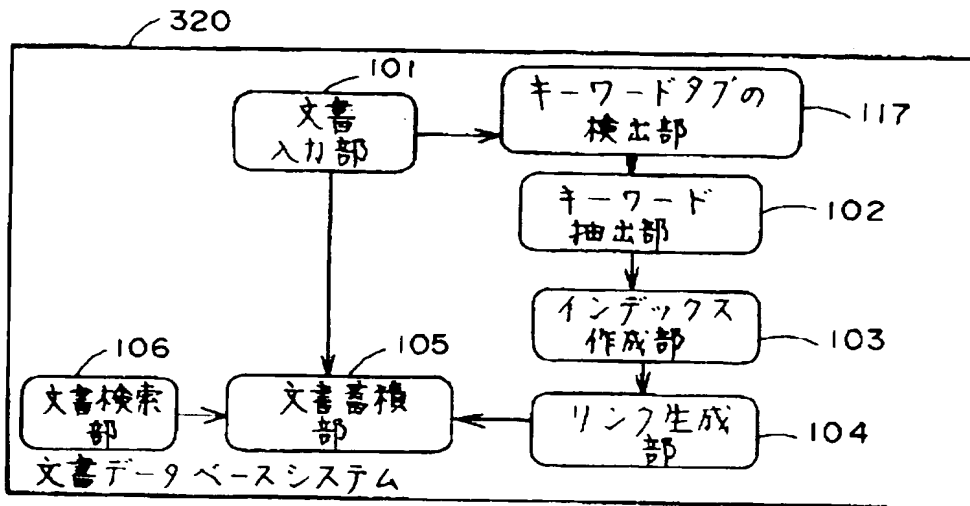 320
101
文書
入力部
キーワードタブの
検出部
117
キーワード
抽出部
102
インデックス
作成部
103
106
文書検索
部
105
文書蓄積
部
リンク生成
部
104
文書データベースシステム